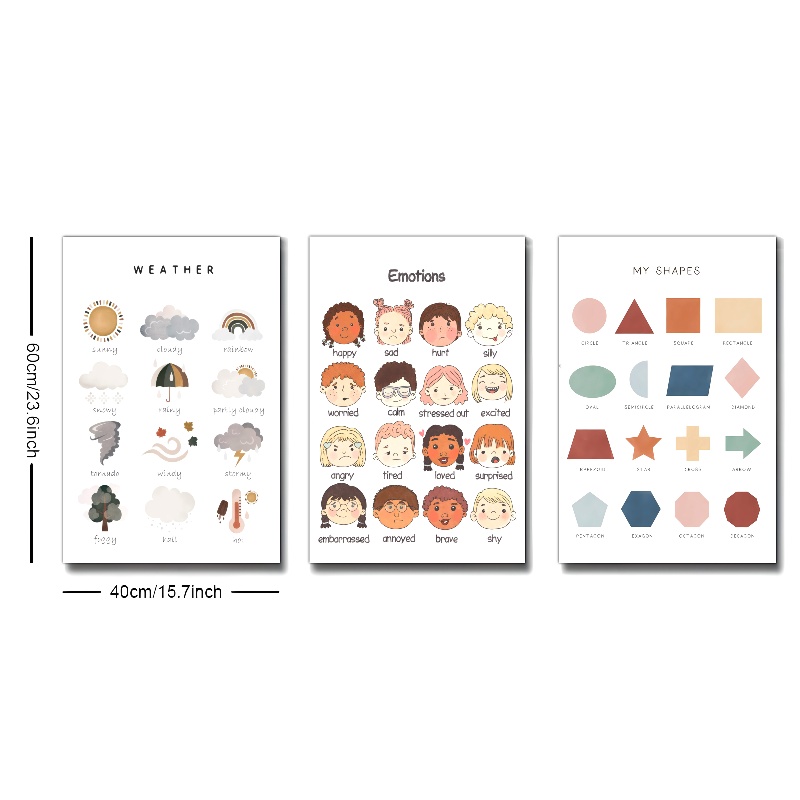 60cm/23.6inch
WEATHER
sunny cloudy rainbow
snowy rainy partly cloudy
tornado windy stormy
foggy hail hot
40cm/15.7inch
Emotions
happy sad hurt silly
worried calm stressed out excited
angry tired loved surprised
embarrassed annoyed brave shy
MY SHAPES
CIRCLE TRIANGLE SQUARE RECTANGLE
OVAL SEMICIRCLE PARALLELOGRAM DIAMOND
STAR CROSS ARROW
PENTAGON EXAGON OCTAGON DECAGON